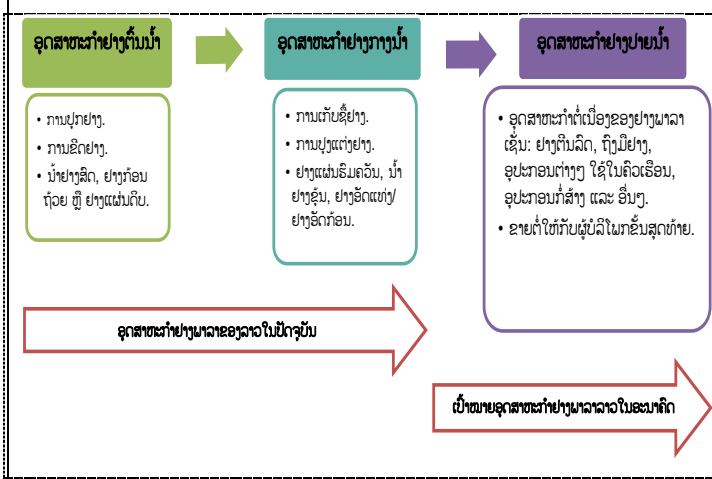 ອຸດສາຫະກຳຢາງຕົ້ນນ້ຳ
ອຸດສາຫະກຳຢາງກາງນ້ຳ
ອຸດສາຫະກຳຢາງປາຍນ້ຳ
• ການປູກຢາງ.
• ການຂີດຢາງ.
• ນ້ຳຢາງສົດ, ຢາງກ້ອນ
ຖ້ວຍ ຫຼື ຢາງແຜ່ນດິບ.
• ການເກັບຊື້ຢາງ.
• ການປຸງແຕ່ງຢາງ.
• ຢາງແຜ່ນຣົມຄວັນ, ນ້ຳ
ຢາງຂຸ້ນ, ຢາງອັດແທ່ງ/
ຢາງອັດກ້ອນ.
• ອຸດສາຫະກຳຕໍ່ເນື່ອງຂອງຢາງພາລາ
ເຊັ່ນ: ຢາງຕີນລົດ, ຖົງມືຢາງ,
ອຸປະກອນຕ່າງໆ ໃຊ້ໃນຄົວເຮືອນ,
ອຸປະກອນກໍ່ສ້າງ ແລະ ອື່ນໆ.
• ຂາຍຕໍ່ໃຫ້ກັບຜູ້ບໍລິໂພກຂັ້ນສຸດທ້າຍ.
ອຸດສາຫະກຳຢາງພາລາຂອງລາວໃນປັດຈຸບັນ
ເປົ້າໝາຍອຸດສາຫະກຳຢາງພາລາລາວໃນອະນາຄົດ